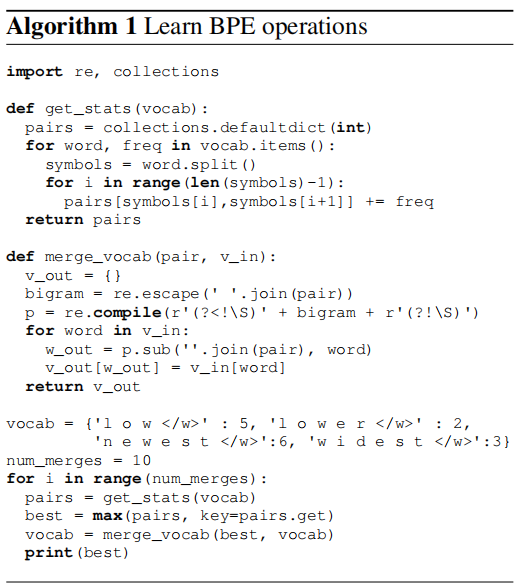 Algorithm 1 Learn BPE operations
import re, collections
def get_stats(vocab):
  pairs = collections.defaultdict(int)
  for word, freq in vocab.items():
    symbols = word.split()
    for i in range(len(symbols)-1):
      pairs[symbols[i],symbols[i+1]] += freq
  return pairs
def merge_vocab(pair, v_in):
  v_out = {}
  bigram = re.escape(' '.join(pair))
  p = re.compile(r'(?<!\S)' + bigram + r'(?!\S)')
  for word in v_in:
    w_out = p.sub(''.join(pair), word)
    v_out[w_out] = v_in[word]
  return v_out
vocab = {'l o w </w>' : 5, 'l o w e r </w>' : 2,
         'n e w e s t </w>':6, 'w i d e s t </w>':3}
num_merges = 10
for i in range(num_merges):
  pairs = get_stats(vocab)
  best = max(pairs, key=pairs.get)
  vocab = merge_vocab(best, vocab)
  print(best)